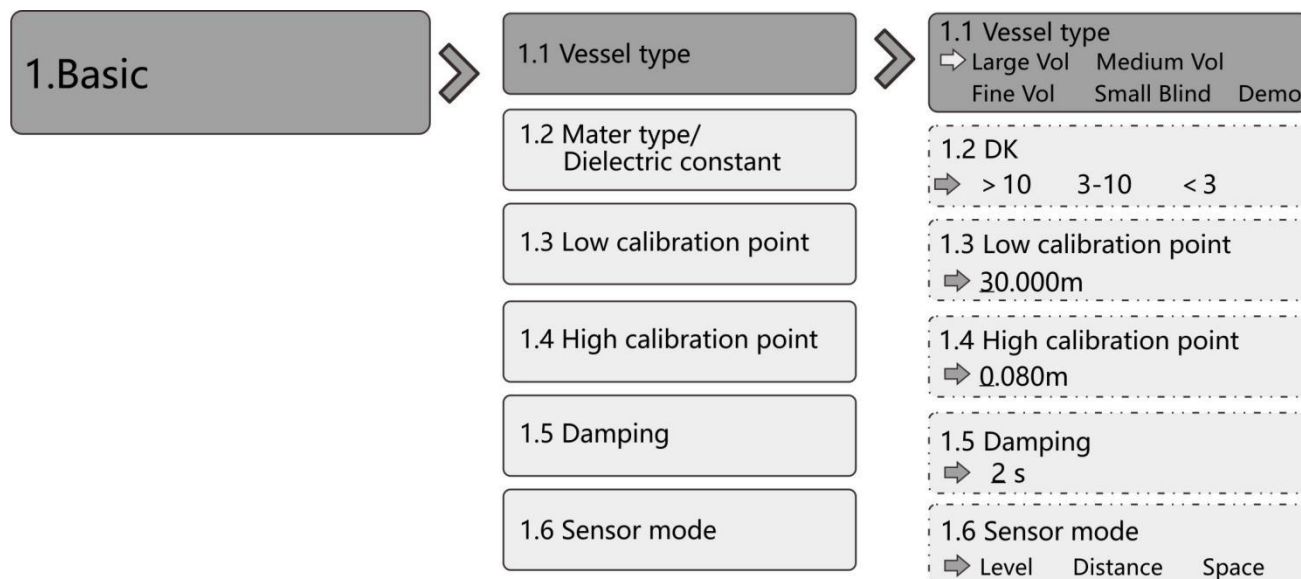 1.Basic
1.1 Vessel type
1.2 Mater type/
Dielectric constant
1.3 Low calibration point
1.4 High calibration point
1.5 Damping
1.6 Sensor mode
1.1 Vessel type
Large Vol Medium Vol
Fine Vol Small Blind Demo
1.2 DK
> 10 3-10 < 3
1.3 Low calibration point
30.000m
1.4 High calibration point
0.080m
1.5 Damping
2 s
1.6 Sensor mode
Level Distance Space